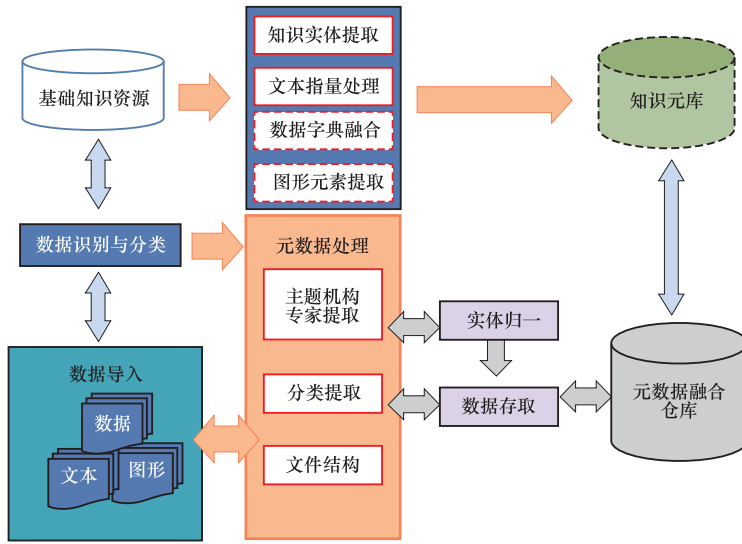 基础知识资源
知识实体提取
文本指量处理
数据字典融合
图形元素提取
知识元库
数据识别与分类
元数据处理
主题机构
专家提取
分类提取
文件结构
实体归一
数据存取
元数据融合
仓库
数据导入
数据
文本
图形